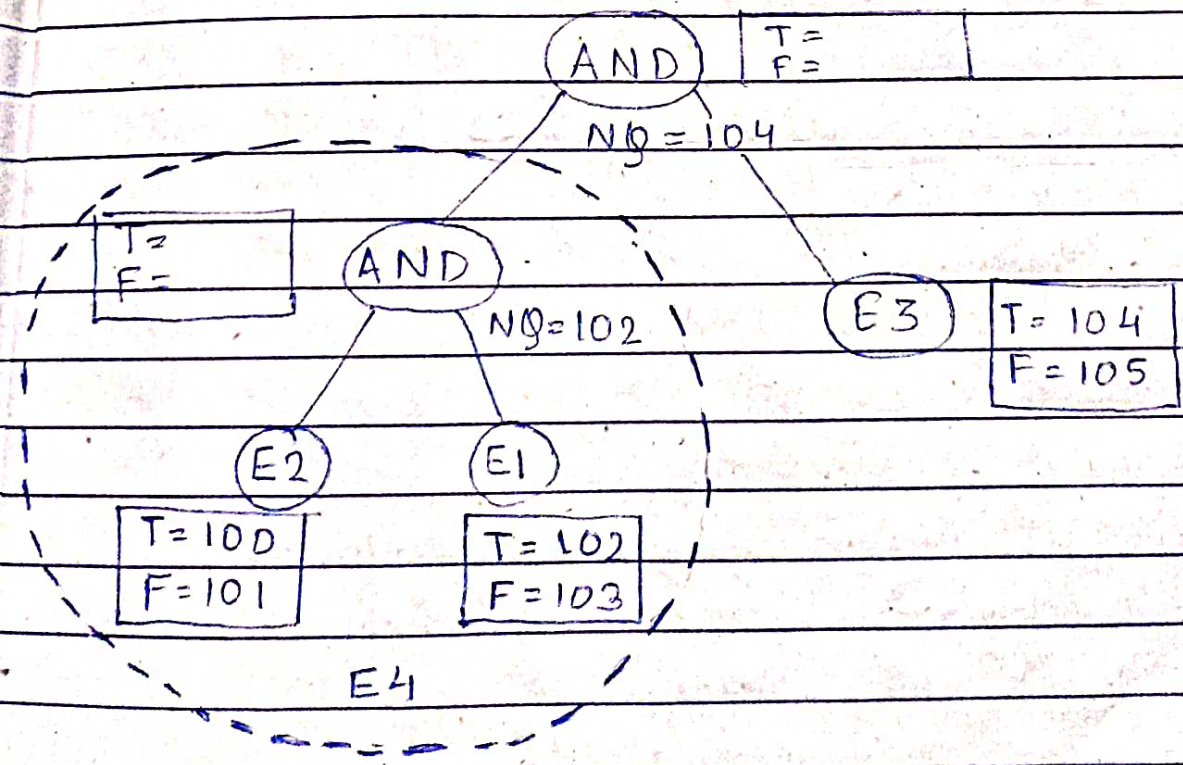 AND
T =
F =
NQ = 104
T =
F =
AND
NQ = 102
E3
T = 104
F = 105
E2
E1
T = 100
F = 101
T = 102
F = 103
E4